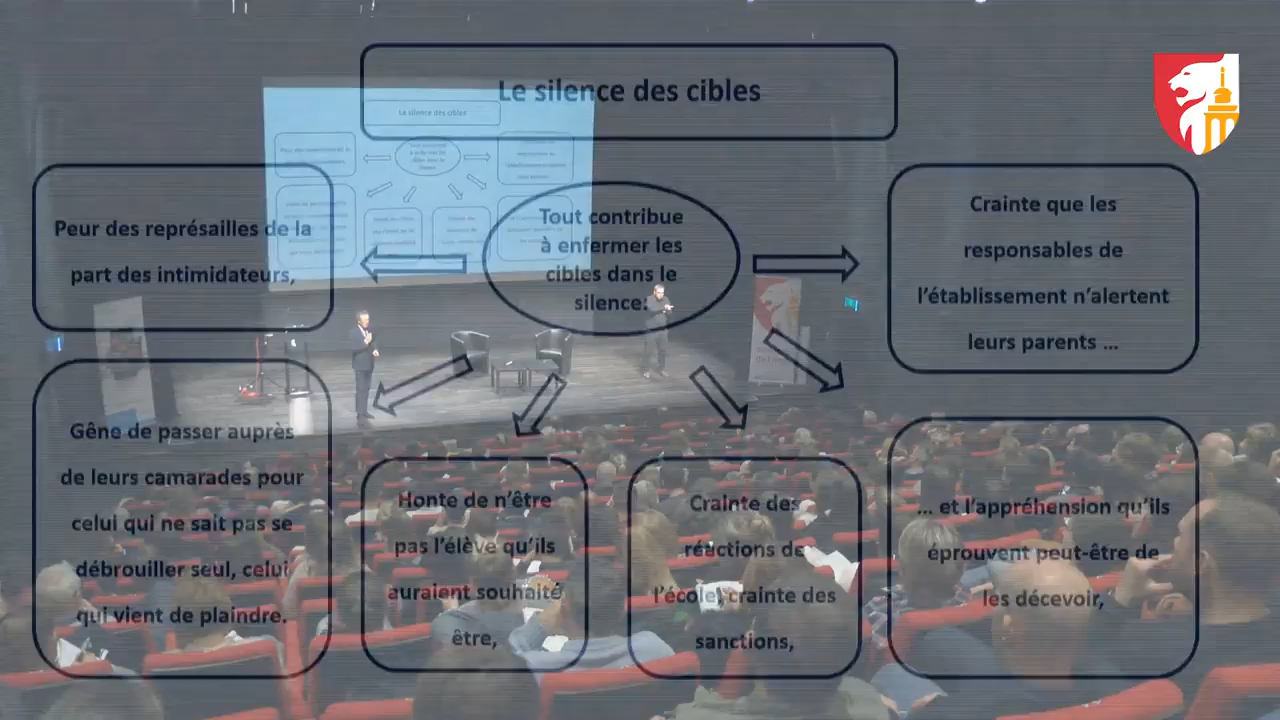 Le silence des cibles
Le silence des cibles
Tout contribue
à enfermer les
cibles dans le
silence:
Peur des représailles de la
part des intimidateurs,
Crainte que les
responsables de
l’établissement n’alertent
leurs parents ...
Gêne de passer auprès
de leurs camarades pour
celui qui ne sait pas se
débrouiller seul, celui
qui vient de plaindre.
Honte de n’être
pas l’élève qu’ils
auraient souhaité
être,
Crainte des
réactions de
l’école, crainte des
sanctions,
... et l’appréhension qu’ils
éprouvent peut-être de
les décevoir,